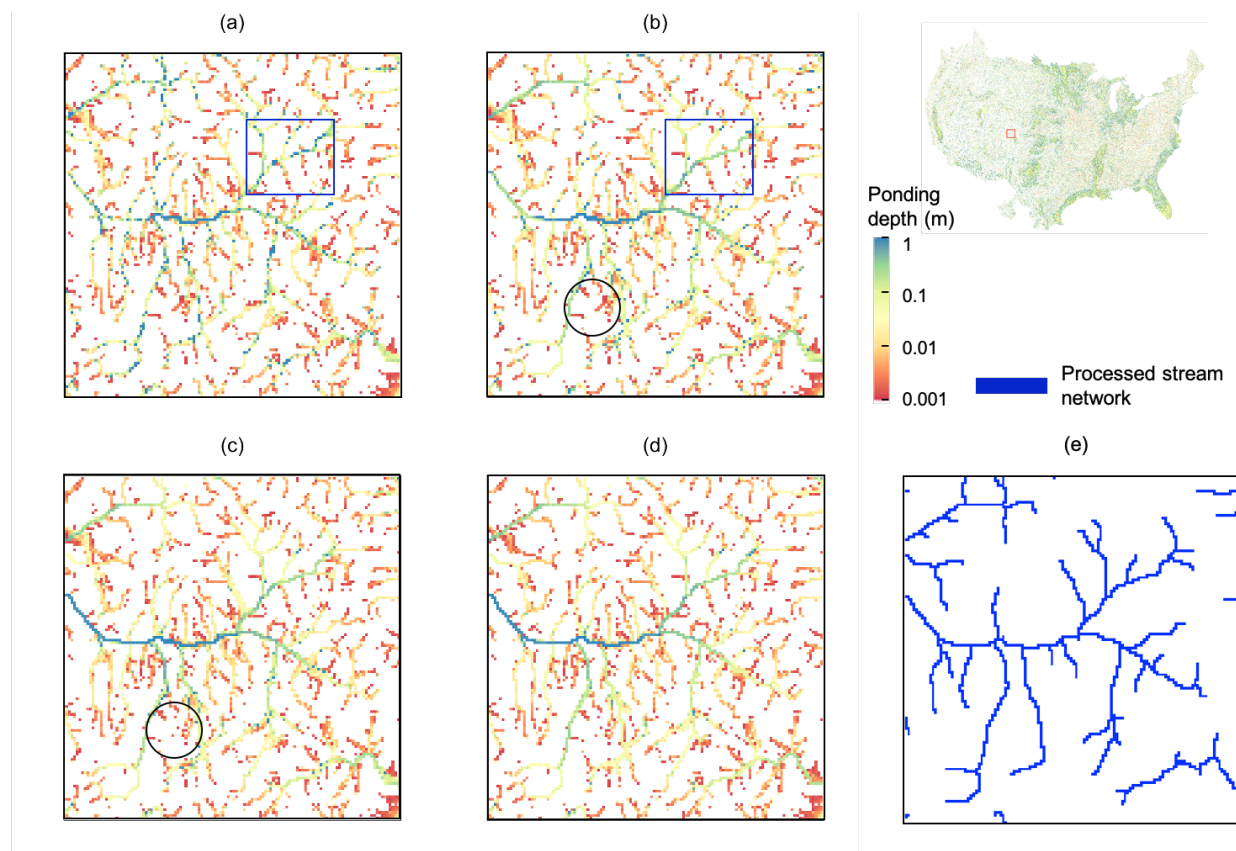 (a)
(b)
Ponding
depth (m)
1
0.1
0.01
0.001
Processed stream
network
(c)
(d)
(e)